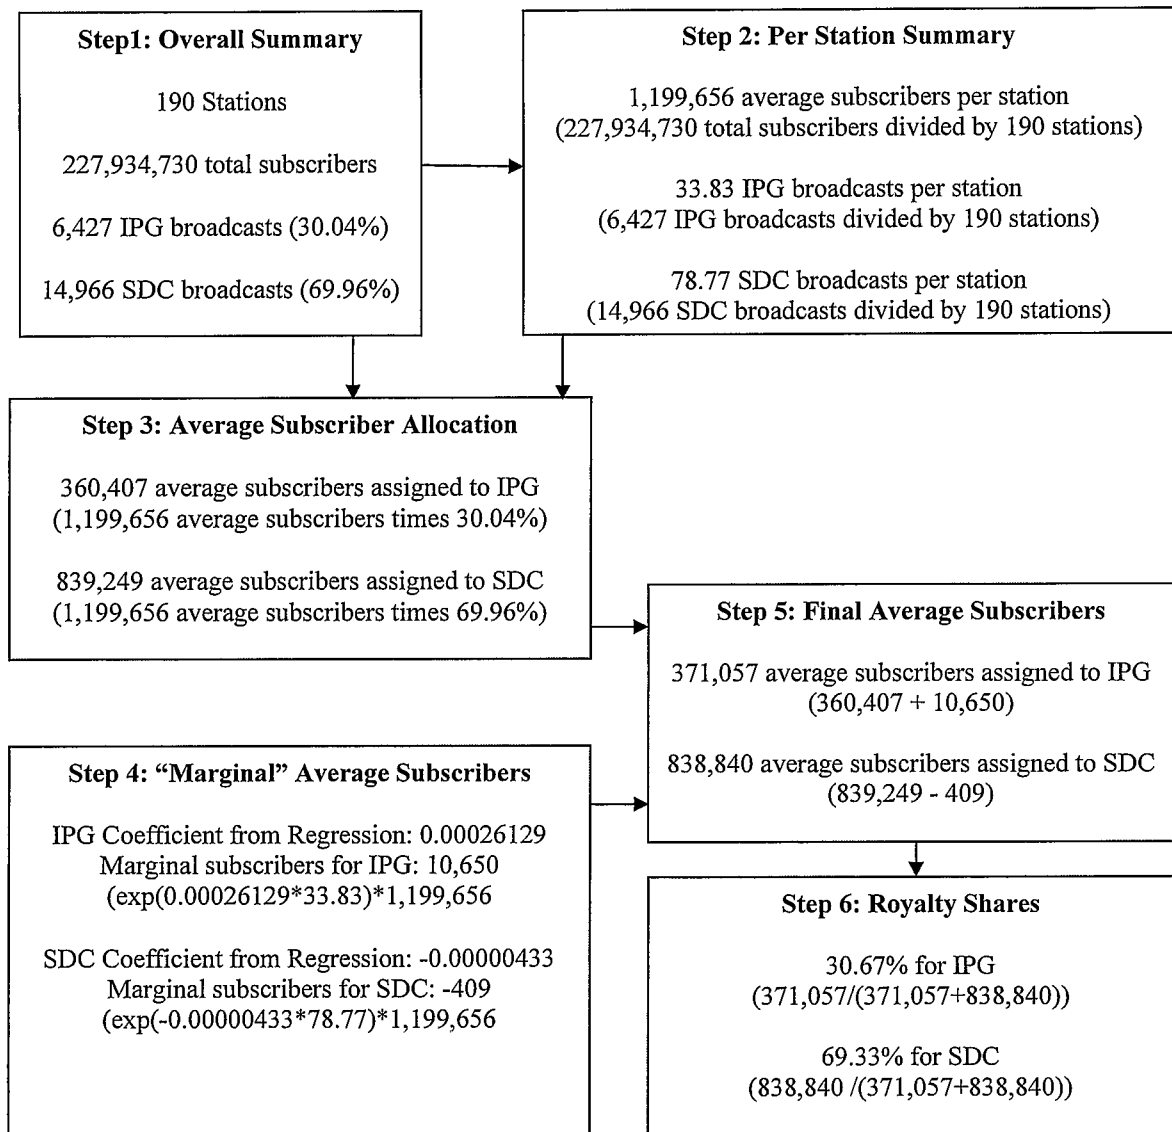 Step1: Overall Summary
190 Stations
227,934,730 total subscribers
6,427 IPG broadcasts (30.04%)
14,966 SDC broadcasts (69.96%)
Step 2: Per Station Summary
1,199,656 average subscribers per station
(227,934,730 total subscribers divided by 190 stations)
33.83 IPG broadcasts per station
(6,427 IPG broadcasts divided by 190 stations)
78.77 SDC broadcasts per station
(14,966 SDC broadcasts divided by 190 stations)
Step 3: Average Subscriber Allocation
360,407 average subscribers assigned to IPG
(1,199,656 average subscribers times 30.04%)
839,249 average subscribers assigned to SDC
(1,199,656 average subscribers times 69.96%)
Step 4: “Marginal” Average Subscribers
IPG Coefficient from Regression: 0.00026129
Marginal subscribers for IPG: 10,650
(exp(0.00026129*33.83)*1,199,656
SDC Coefficient from Regression: -0.00000433
Marginal subscribers for SDC: -409
(exp(-0.00000433*78.77)*1,199,656
Step 5: Final Average Subscribers
371,057 average subscribers assigned to IPG
(360,407 + 10,650)
838,840 average subscribers assigned to SDC
(839,249 - 409)
Step 6: Royalty Shares
30.67% for IPG
(371,057/(371,057+838,840))
69.33% for SDC
(838,840 /(371,057+838,840))